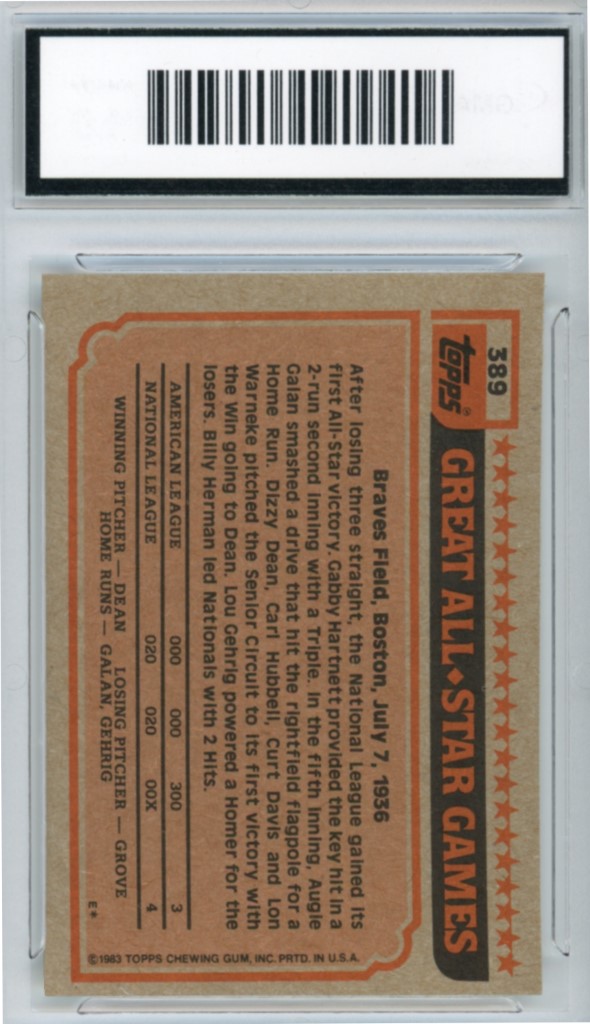 389
topps®
GREAT ALL★STAR GAMES
Braves Field, Boston, July 7, 1936
After losing three straight, the National League gained its
first All-Star victory. Gabby Hartnett provided the key hit in a
2-run second inning with a Triple. In the fifth inning, Augie
Galan smashed a drive that hit the rightfield flagpole for a
Home Run. Dizzy Dean, Carl Hubbell, Curt Davis and Lon
Warneke pitched the Senior Circuit to its first victory with
the Win going to Dean. Lou Gehrig powered a Homer for the
losers. Billy Herman led Nationals with 2 Hits.
AMERICAN LEAGUE 000 000 300 3
NATIONAL LEAGUE 020 020 00X 4
WINNING PITCHER — DEAN LOSING PITCHER — GROVE
HOME RUNS — GALAN, GEHRIG
E*
©1983 TOPPS CHEWING GUM, INC. PRTD. IN U.S.A.